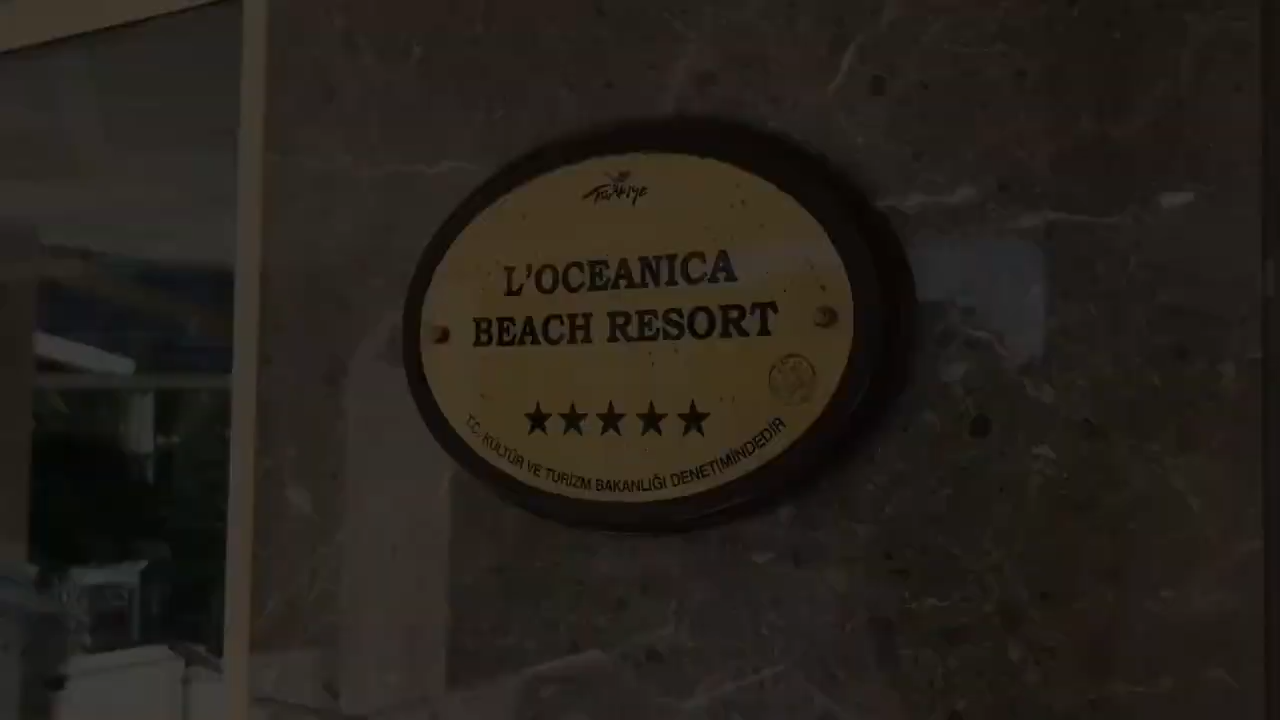 Türkiye
L'OCEANICA
BEACH RESORT
★★★★★
T.C. KÜLTÜR VE TURİZM BAKANLIĞI DENETİMİNDEDİR